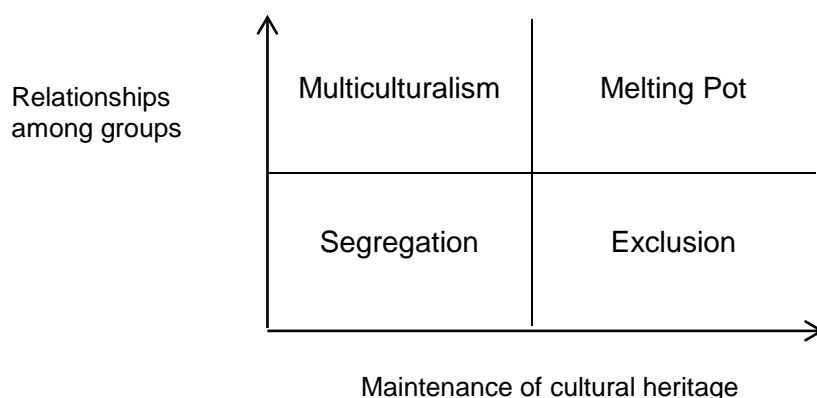 Relationships
among groups
Multiculturalism
Melting Pot
Segregation
Exclusion
Maintenance of cultural heritage